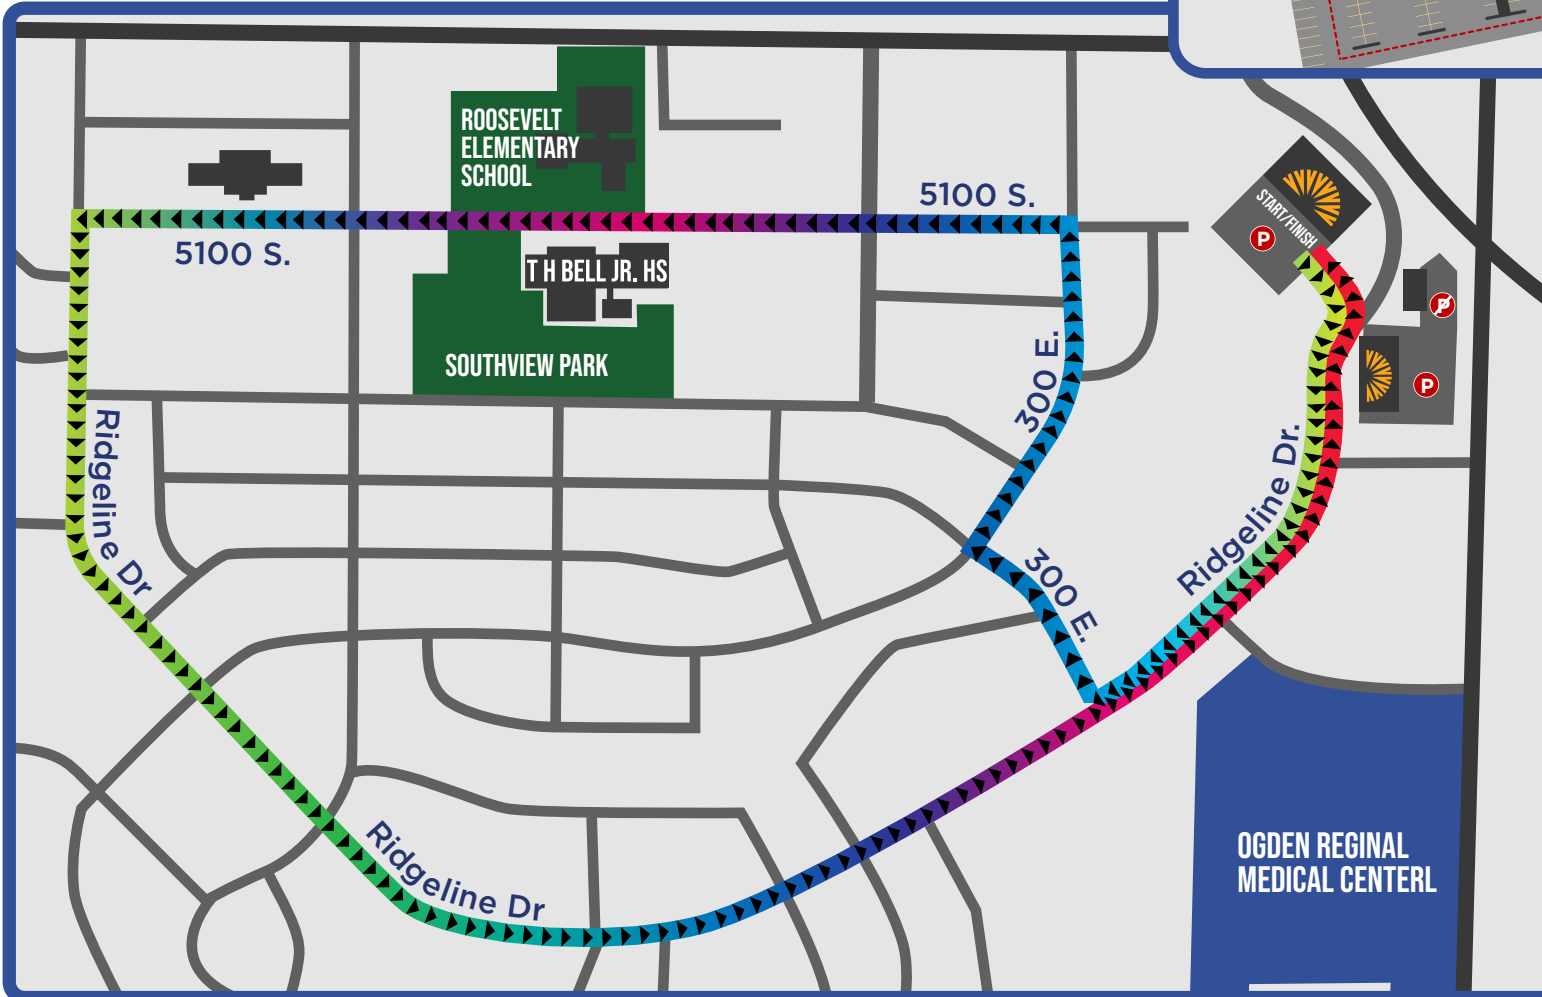 ROOSEVELT
ELEMENTARY
SCHOOL
5100 S.
START/FINISH
P
5100 S.
T H BELL JR. HS
P
300 E.
SOUTHVIEW PARK
P
Ridgeline Dr
Ridgeline Dr.
300 E.
Ridgeline Dr
OGDEN REGINAL
MEDICAL CENTERL